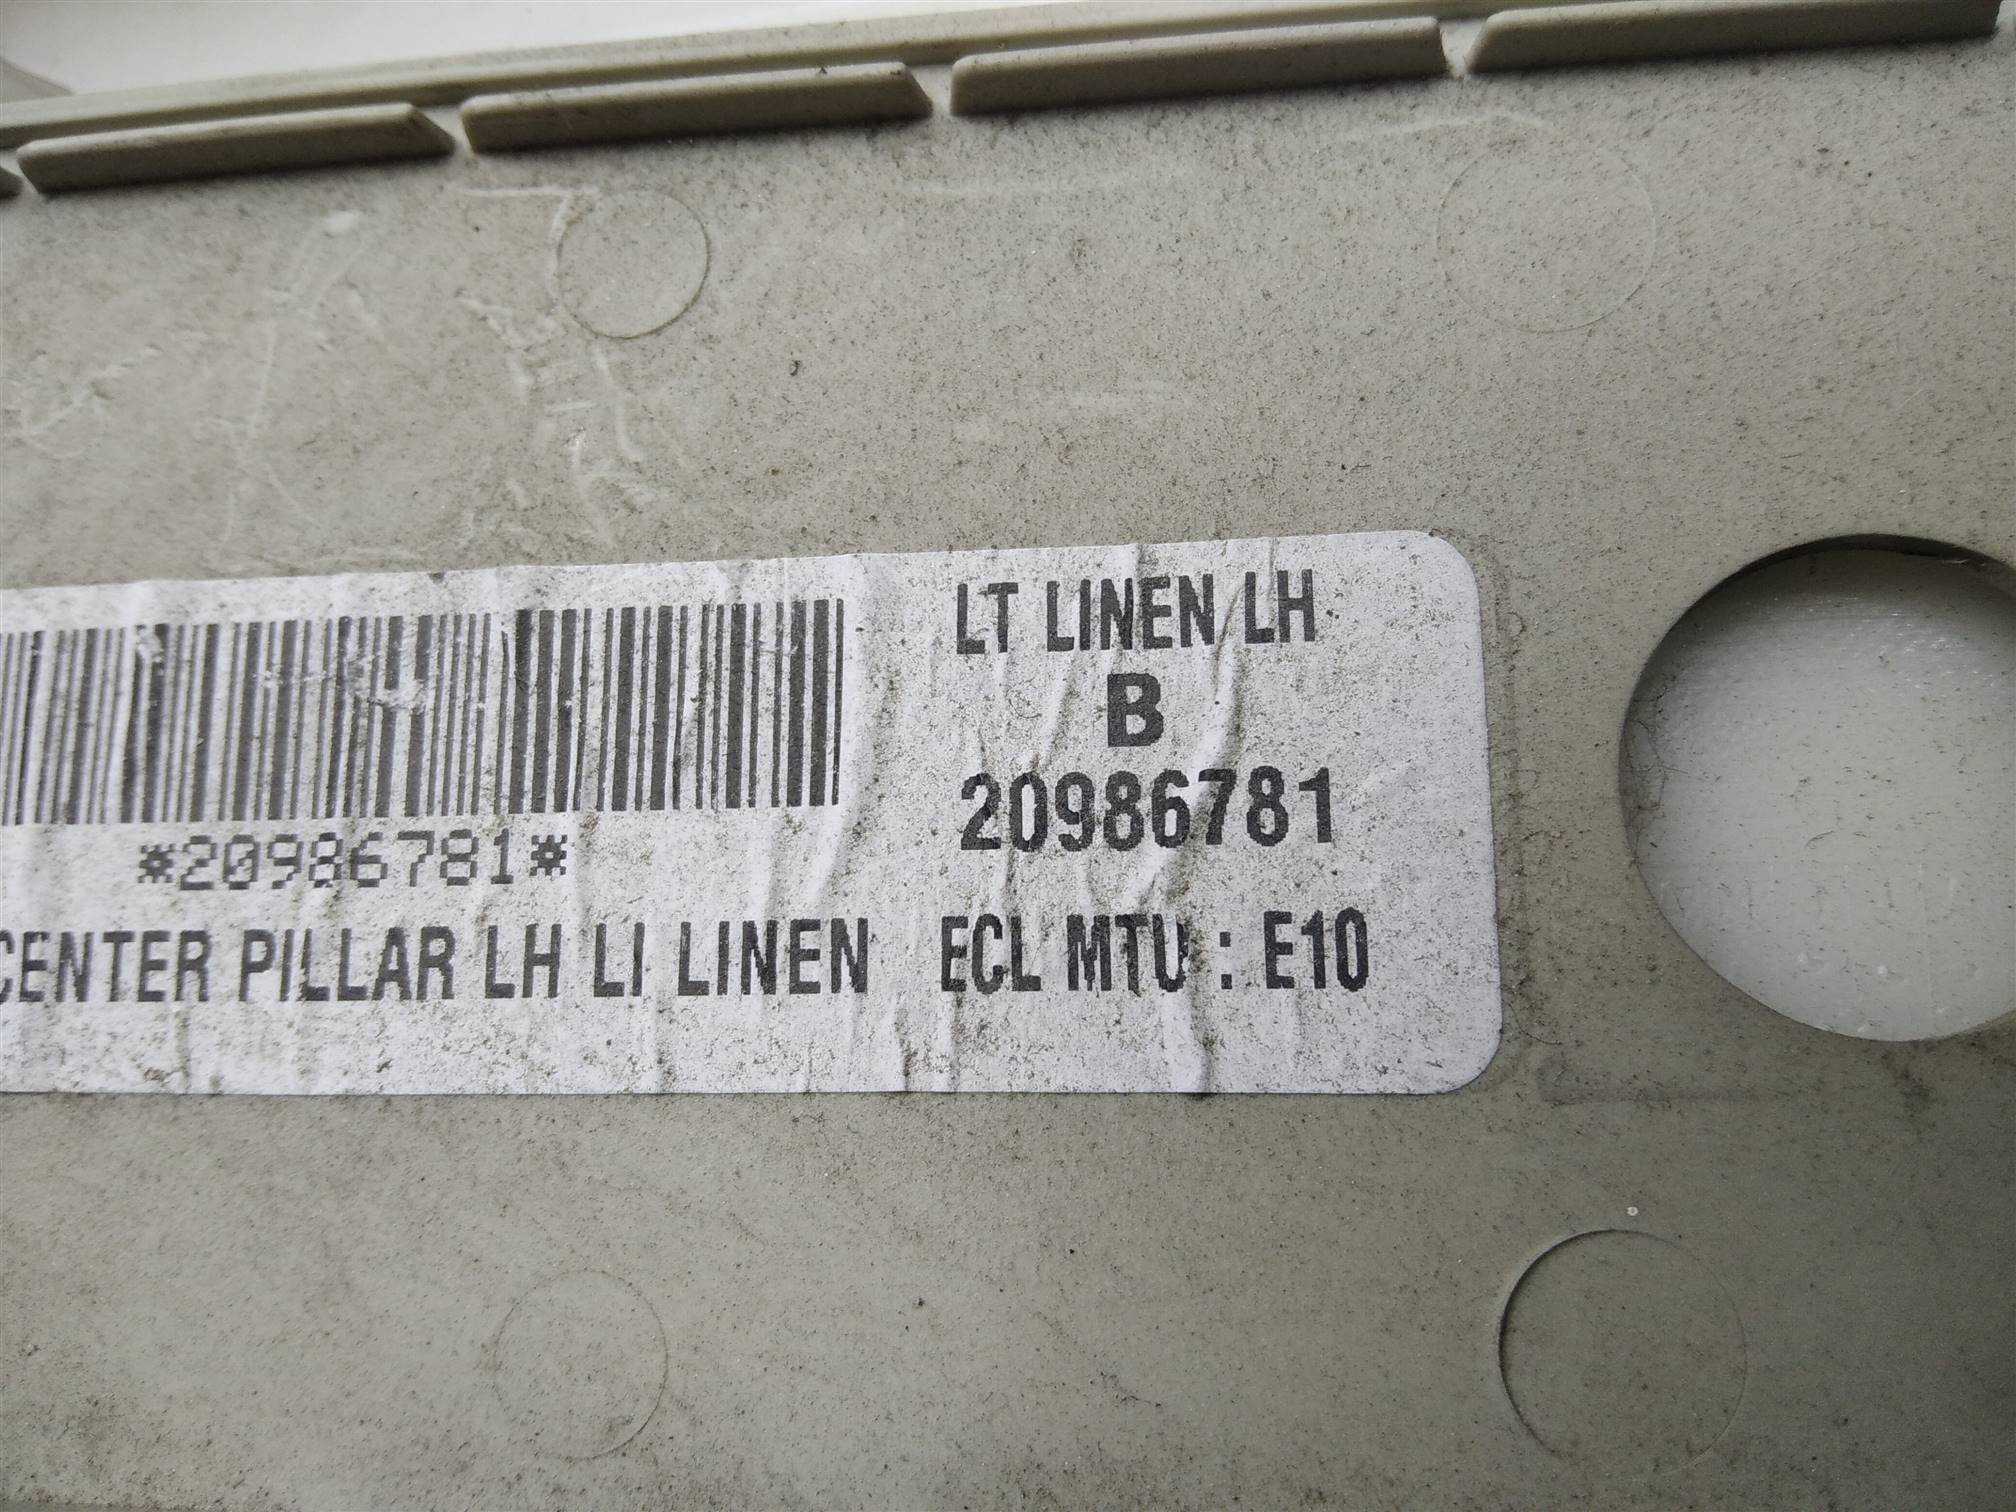 LT LINEN LH
B
20986781
*20986781*
CENTER PILLAR LH LI LINEN ECL MTU : E10